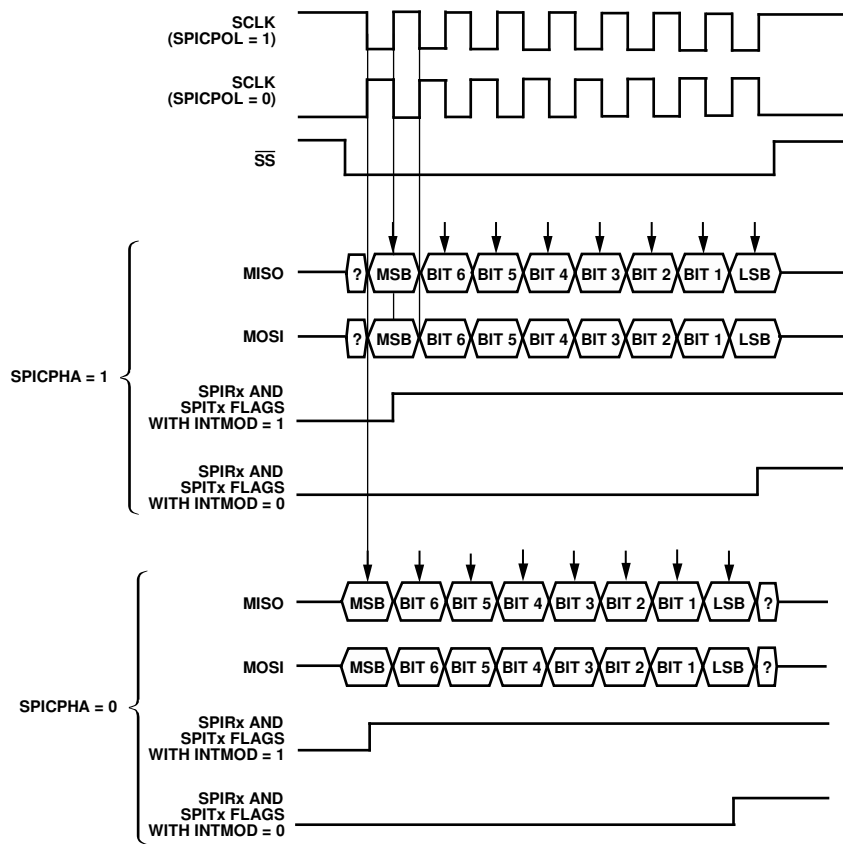 SCLK
(SPICPOL = 1)
SCLK
(SPICPOL = 0)
SS
SPICPHA = 1
MISO
? MSB BIT 6 BIT 5 BIT 4 BIT 3 BIT 2 BIT 1 LSB
MOSI
? MSB BIT 6 BIT 5 BIT 4 BIT 3 BIT 2 BIT 1 LSB
SPIRx AND
SPITx FLAGS
WITH INTMOD = 1
SPIRx AND
SPITx FLAGS
WITH INTMOD = 0
SPICPHA = 0
MISO
MSB BIT 6 BIT 5 BIT 4 BIT 3 BIT 2 BIT 1 LSB ?
MOSI
MSB BIT 6 BIT 5 BIT 4 BIT 3 BIT 2 BIT 1 LSB ?
SPIRx AND
SPITx FLAGS
WITH INTMOD = 1
SPIRx AND
SPITx FLAGS
WITH INTMOD = 0